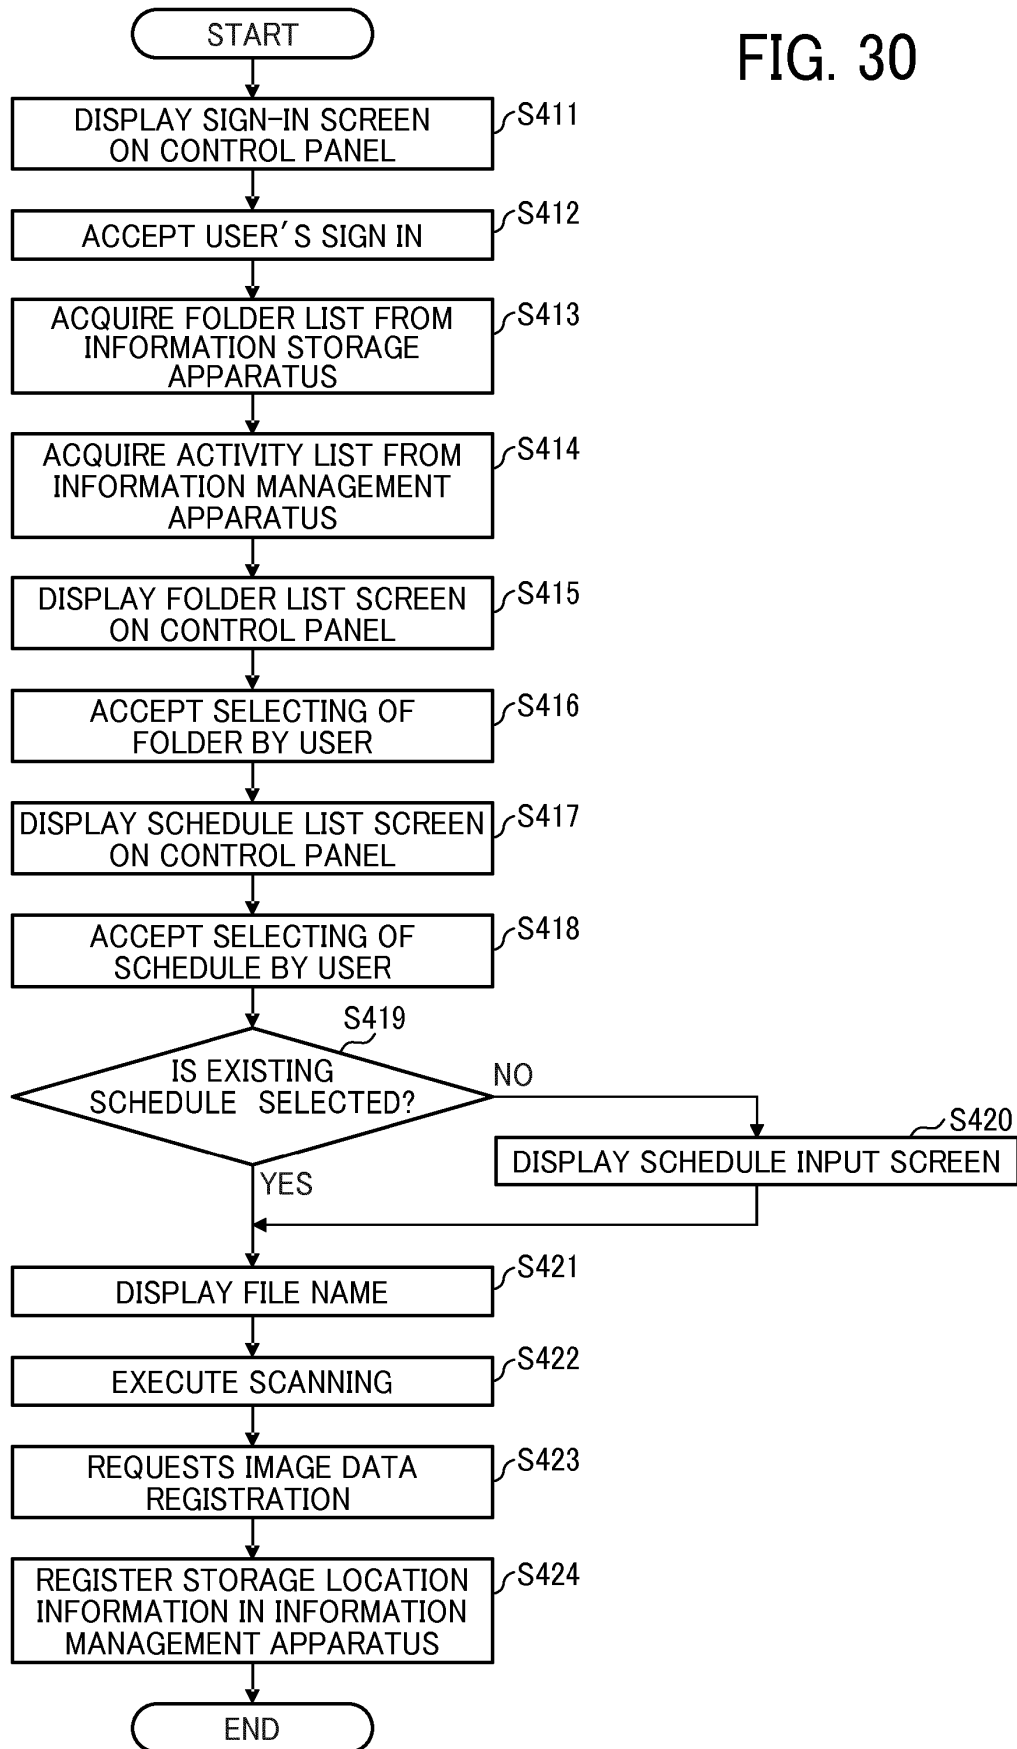 START
FIG. 30
DISPLAY SIGN-IN SCREEN
ON CONTROL PANEL
S411
ACCEPT USER'S SIGN IN
S412
ACQUIRE FOLDER LIST FROM
INFORMATION STORAGE
APPARATUS
S413
ACQUIRE ACTIVITY LIST FROM
INFORMATION MANAGEMENT
APPARATUS
S414
DISPLAY FOLDER LIST SCREEN
ON CONTROL PANEL
S415
ACCEPT SELECTING OF
FOLDER BY USER
S416
DISPLAY SCHEDULE LIST SCREEN
ON CONTROL PANEL
S417
ACCEPT SELECTING OF
SCHEDULE BY USER
S418
S419
IS EXISTING
SCHEDULE SELECTED?
NO
S420
DISPLAY SCHEDULE INPUT SCREEN
YES
DISPLAY FILE NAME
S421
EXECUTE SCANNING
S422
REQUESTS IMAGE DATA
REGISTRATION
S423
REGISTER STORAGE LOCATION
INFORMATION IN INFORMATION
MANAGEMENT APPARATUS
S424
END